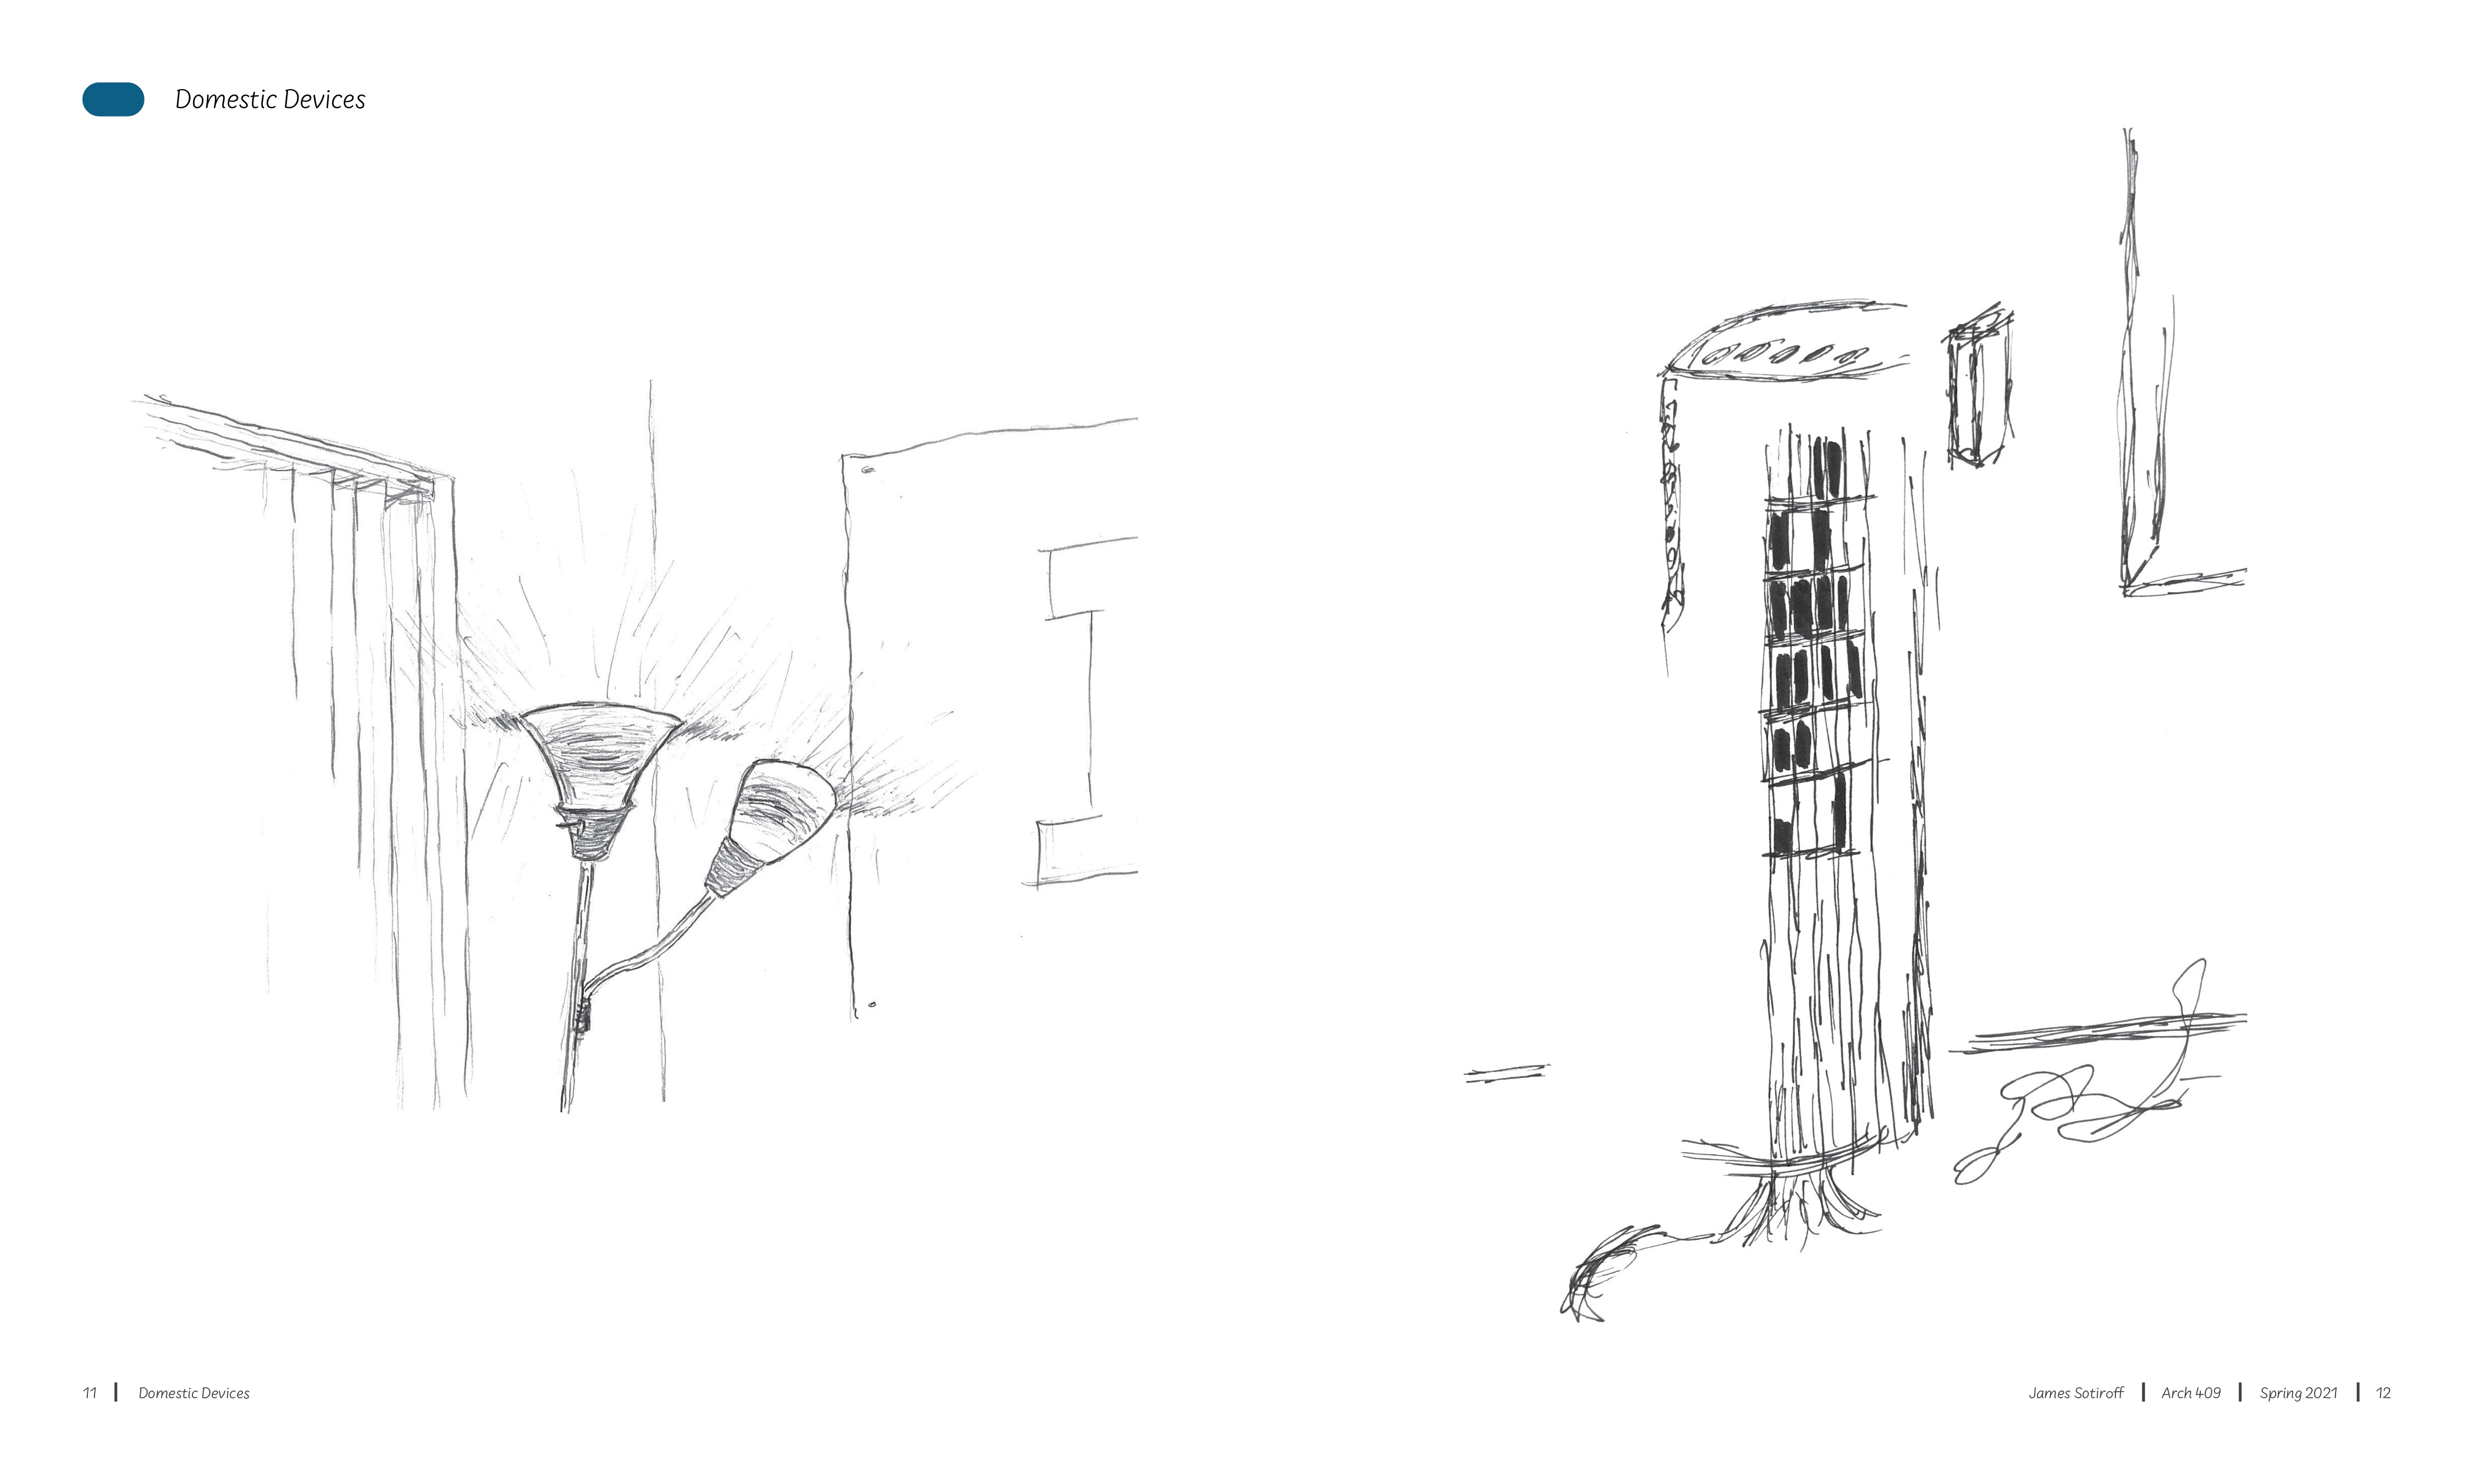 Domestic Devices
11 | Domestic Devices
James Sotiroff | Arch 409 | Spring 2021 | 12